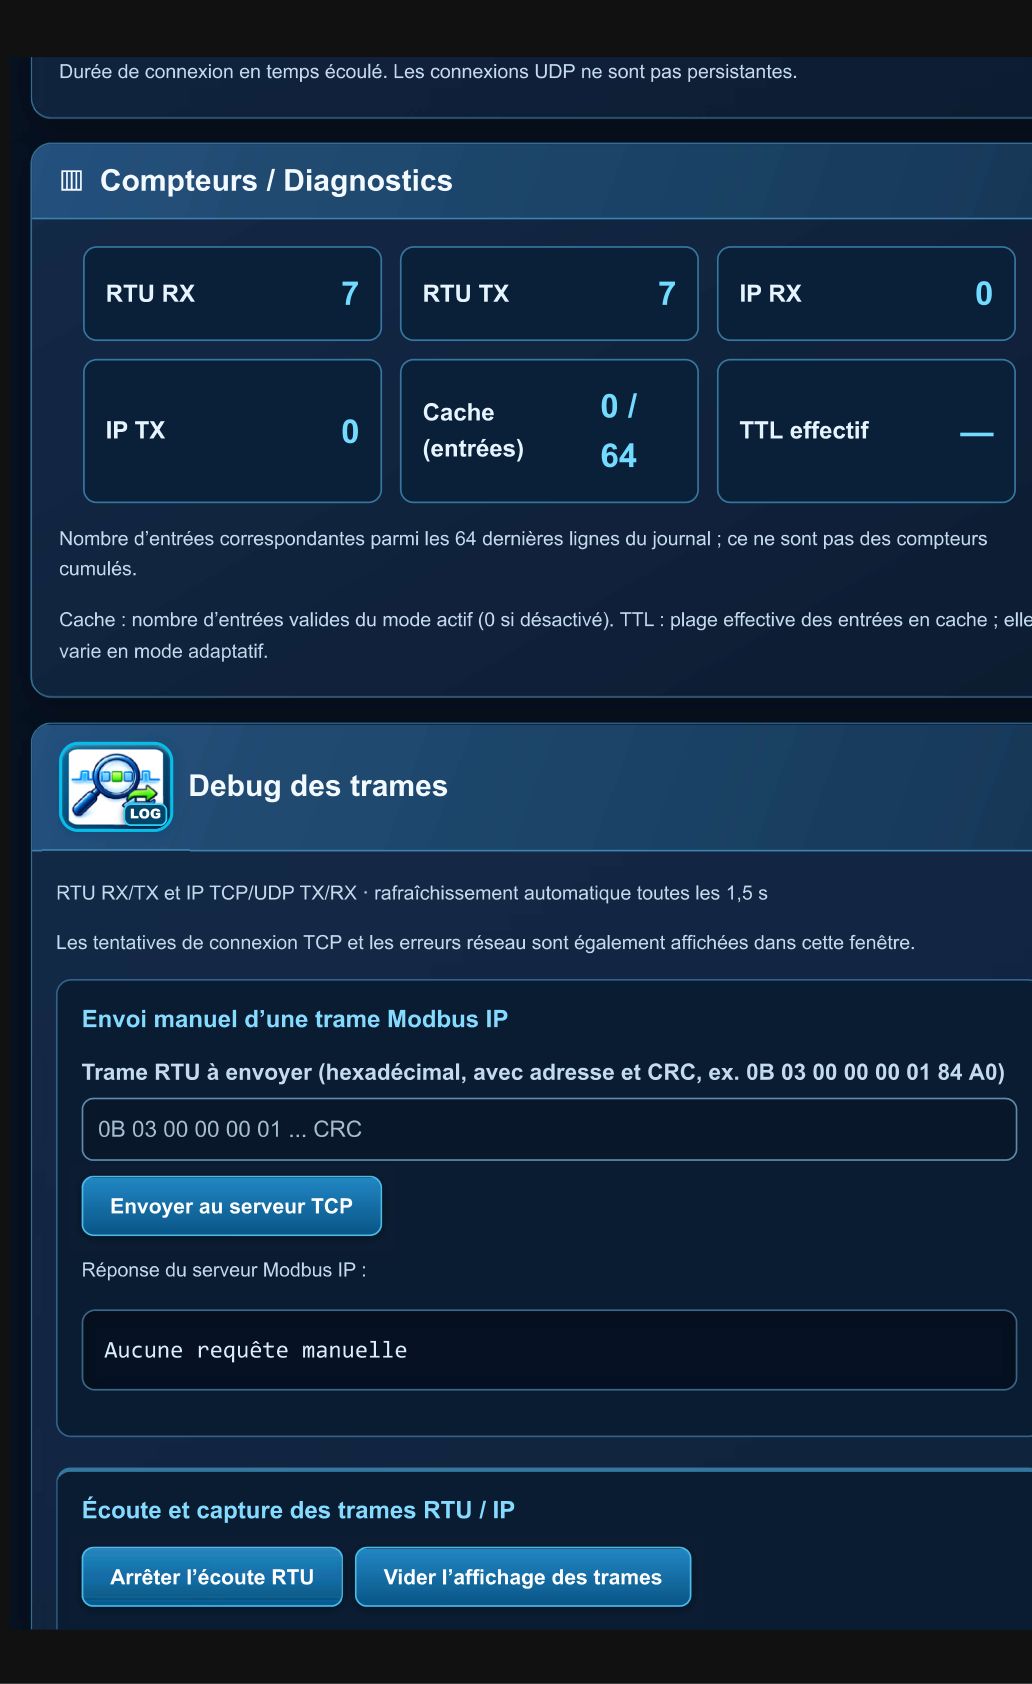 Durée de connexion en temps écoulé. Les connexions UDP ne sont pas persistantes.
Compteurs / Diagnostics
RTU RX 7
RTU TX 7
IP RX 0
IP TX 0
Cache
(entrées)
0 /
64
TTL effectif —
Nombre d’entrées correspondantes parmi les 64 dernières lignes du journal ; ce ne sont pas des compteurs
cumulés.
Cache : nombre d’entrées valides du mode actif (0 si désactivé). TTL : plage effective des entrées en cache ; elle
varie en mode adaptatif.
LOG
Debug des trames
RTU RX/TX et IP TCP/UDP TX/RX · rafraîchissement automatique toutes les 1,5 s
Les tentatives de connexion TCP et les erreurs réseau sont également affichées dans cette fenêtre.
Envoi manuel d’une trame Modbus IP
Trame RTU à envoyer (hexadécimal, avec adresse et CRC, ex. 0B 03 00 00 00 01 84 A0)
0B 03 00 00 00 01 ... CRC
Envoyer au serveur TCP
Réponse du serveur Modbus IP :
Aucune requête manuelle
Écoute et capture des trames RTU / IP
Arrêter l’écoute RTU
Vider l’affichage des trames